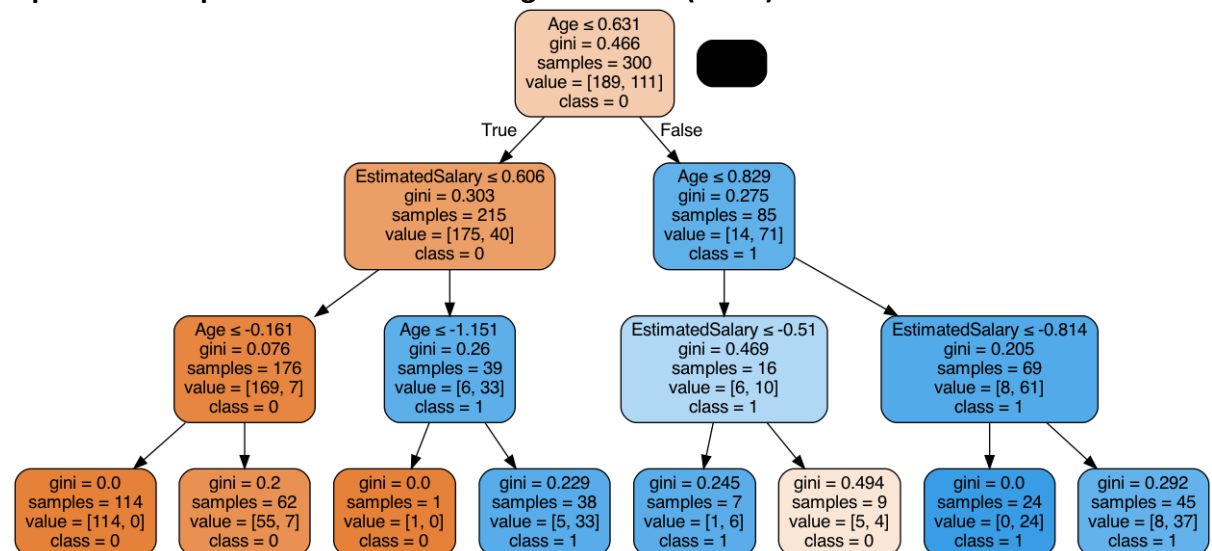 Age ≤ 0.631
gini = 0.466
samples = 300
value = [189, 111]
class = 0
True
False
EstimatedSalary ≤ 0.606
gini = 0.303
samples = 215
value = [175, 40]
class = 0
Age ≤ 0.829
gini = 0.275
samples = 85
value = [14, 71]
class = 1
Age ≤ -0.161
gini = 0.076
samples = 176
value = [169, 7]
class = 0
Age ≤ -1.151
gini = 0.26
samples = 39
value = [6, 33]
class = 1
EstimatedSalary ≤ -0.51
gini = 0.469
samples = 16
value = [6, 10]
class = 1
EstimatedSalary ≤ -0.814
gini = 0.205
samples = 69
value = [8, 61]
class = 1
gini = 0.0
samples = 114
value = [114, 0]
class = 0
gini = 0.2
samples = 62
value = [55, 7]
class = 0
gini = 0.0
samples = 1
value = [1, 0]
class = 0
gini = 0.229
samples = 38
value = [5, 33]
class = 1
gini = 0.245
samples = 7
value = [1, 6]
class = 1
gini = 0.494
samples = 9
value = [5, 4]
class = 0
gini = 0.0
samples = 24
value = [0, 24]
class = 1
gini = 0.292
samples = 45
value = [8, 37]
class = 1